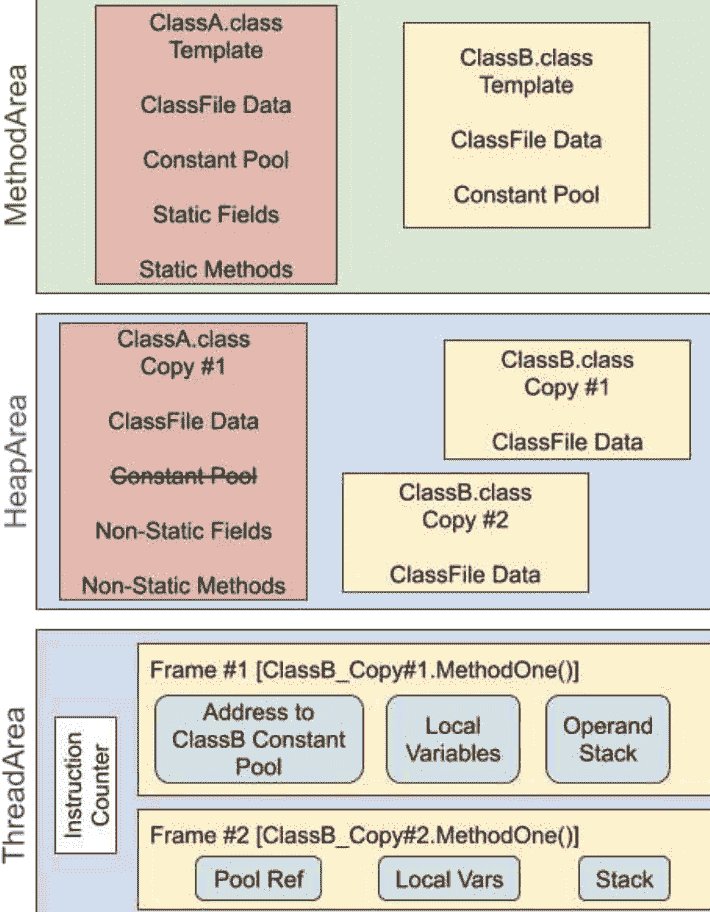 MethodArea
ClassA.class
Template
ClassFile Data
Constant Pool
Static Fields
Static Methods
ClassB.class
Template
ClassFile Data
Constant Pool
HeapArea
ClassA.class
Copy #1
ClassFile Data
Constant Pool
Non-Static Fields
Non-Static Methods
ClassB.class
Copy #1
ClassFile Data
ClassB.class
Copy #2
ClassFile Data
ThreadArea
Instruction
Counter
Frame #1 [ClassB_Copy#1.MethodOne()]
Address to
ClassB Constant
Pool
Local
Variables
Operand
Stack
Frame #2 [ClassB_Copy#2.MethodOne()]
Pool Ref
Local Vars
Stack